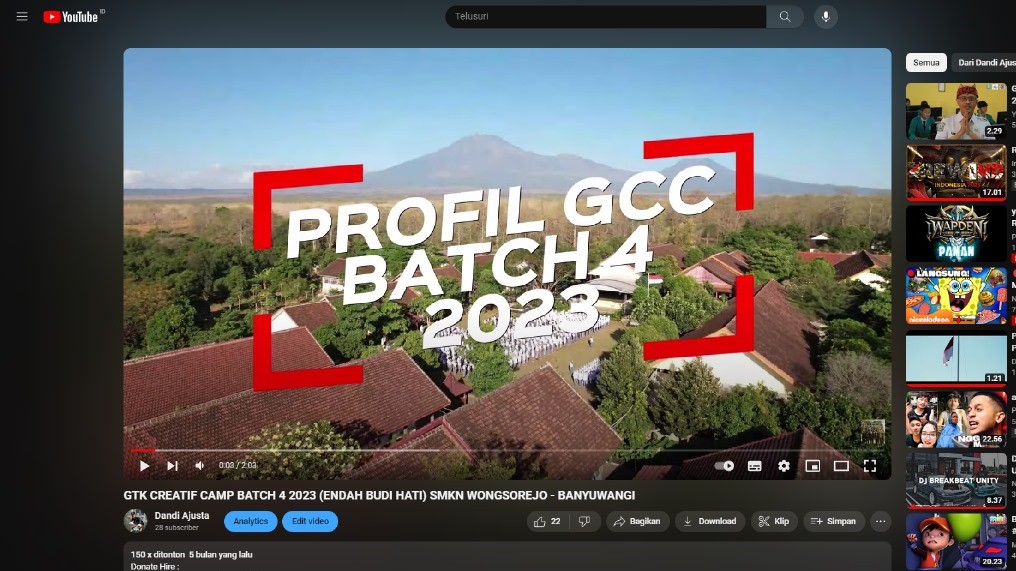 YouTube ID
Telusuri
PROFIL GCC
BATCH 4
2023
0:03 / 2:03
GTK CREATIF CAMP BATCH 4 2023 (ENDAH BUDI HATI) SMKN WONGSOREJO - BANYUWANGI
Dandi Ajusta
28 subscriber
Analytics
Edit video
22
Bagikan
Download
Klip
Simpan
150 x ditonton 5 bulan yang lalu
Donate Hire :
Semua
Dari Dandi Ajus
2.29
INDONESIA
17.01
WARDEN
PAWAH
LANGSUNG!
nickelodeon
1.21
22.56
DJ BREAKBEAT UNITY
8.37
20.23